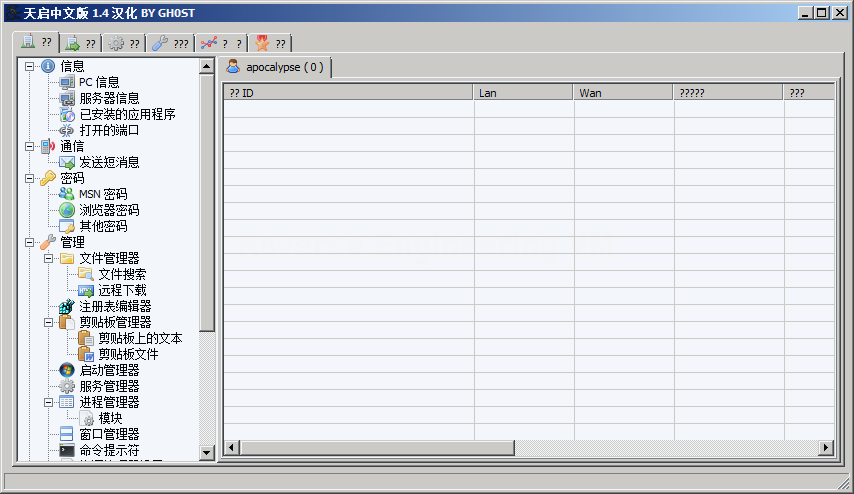 天启中文版 1.4 汉化 BY GH0ST
?? ?? ?? ??? ? ? ??
信息
PC 信息
服务器信息
已安装的应用程序
打开的端口
通信
发送短消息
密码
MSN 密码
浏览器密码
其他密码
管理
文件管理器
文件搜索
远程下载
注册表编辑器
剪贴板管理器
剪贴板上的文本
剪贴板文件
启动管理器
服务管理器
进程管理器
模块
窗口管理器
命令提示符
apocalypse ( 0 )
?? ID Lan Wan ????? ???